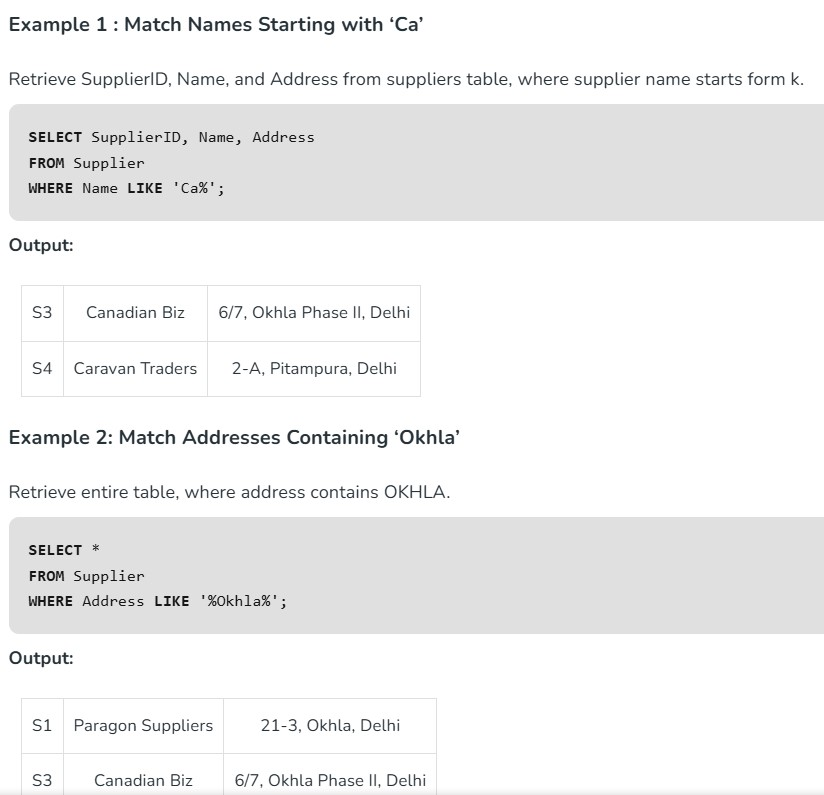 Example 1 : Match Names Starting with ‘Ca’
Retrieve SupplierID, Name, and Address from suppliers table, where supplier name starts form k.
SELECT SupplierID, Name, Address
FROM Supplier
WHERE Name LIKE 'Ca%';
Output:
S3 Canadian Biz 6/7, Okhla Phase II, Delhi
S4 Caravan Traders 2-A, Pitampura, Delhi
Example 2: Match Addresses Containing ‘Okhla’
Retrieve entire table, where address contains OKHLA.
SELECT *
FROM Supplier
WHERE Address LIKE '%Okhla%';
Output:
S1 Paragon Suppliers 21-3, Okhla, Delhi
S3 Canadian Biz 6/7, Okhla Phase II, Delhi